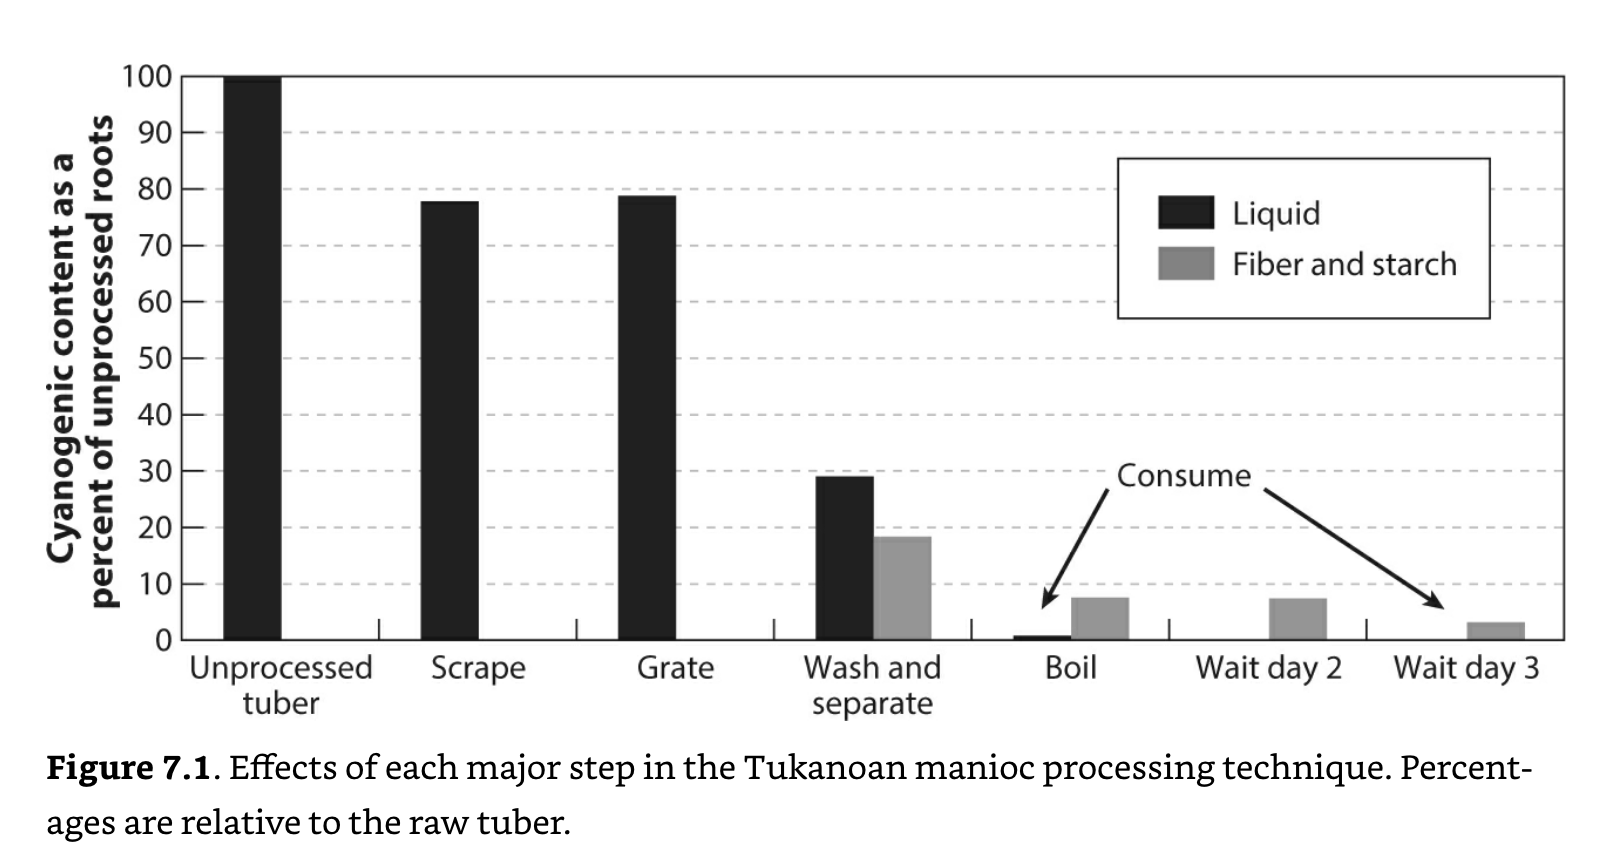 Cyanogenic content as a
percent of unprocessed roots
100
90
80
70
60
50
40
30
20
10
0
Liquid
Fiber and starch
Consume
Unprocessed
tuber
Scrape
Grate
Wash and
separate
Boil
Wait day 2
Wait day 3
Figure 7.1. Effects of each major step in the Tukanoan manioc processing technique. Percent-
ages are relative to the raw tuber.